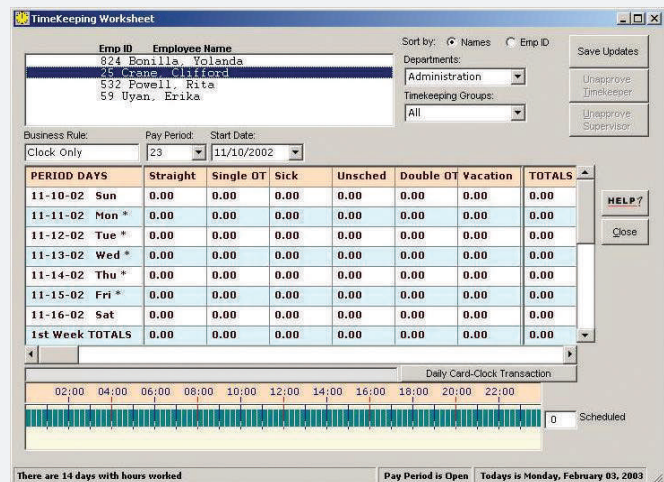 TimeKeeping Worksheet
Emp ID Employee Name
824 Bonilla, Yolanda
25 Crane, Clifford
532 Powell, Rita
59 Uyan, Erika
Sort by: Names Emp ID
Departments:
Administration
Timekeeping Groups:
All
Save Updates
Unapprove Timekeeper
Unapprove Supervisor
Business Rule: Pay Period: Start Date:
Clock Only 23 11/10/2002
PERIOD DAYS Straight Single OT Sick Unsched Double OT Vacation TOTALS
11-10-02 Sun 0.00 0.00 0.00 0.00 0.00 0.00 0.00
11-11-02 Mon * 0.00 0.00 0.00 0.00 0.00 0.00 0.00
11-12-02 Tue * 0.00 0.00 0.00 0.00 0.00 0.00 0.00
11-13-02 Wed * 0.00 0.00 0.00 0.00 0.00 0.00 0.00
11-14-02 Thu * 0.00 0.00 0.00 0.00 0.00 0.00 0.00
11-15-02 Fri * 0.00 0.00 0.00 0.00 0.00 0.00 0.00
11-16-02 Sat 0.00 0.00 0.00 0.00 0.00 0.00 0.00
1st Week TOTALS 0.00 0.00 0.00 0.00 0.00 0.00 0.00
HELP?
Close
Daily Card-Clock Transaction
02:00 04:00 06:00 08:00 10:00 12:00 14:00 16:00 18:00 20:00 22:00
0 Scheduled
There are 14 days with hours worked Pay Period is Open Todays is Monday, February 03, 2003